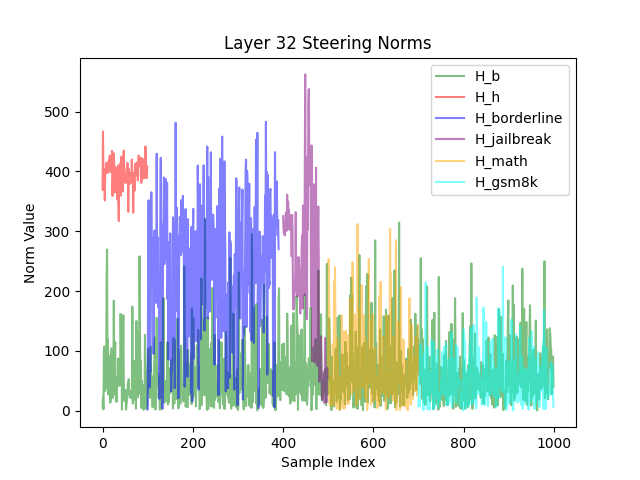 Layer 32 Steering Norms
H_b
H_h
H_borderline
H_jailbreak
H_math
H_gsm8k
500
400
300
200
100
0
Norm Value
0 200 400 600 800 1000
Sample Index